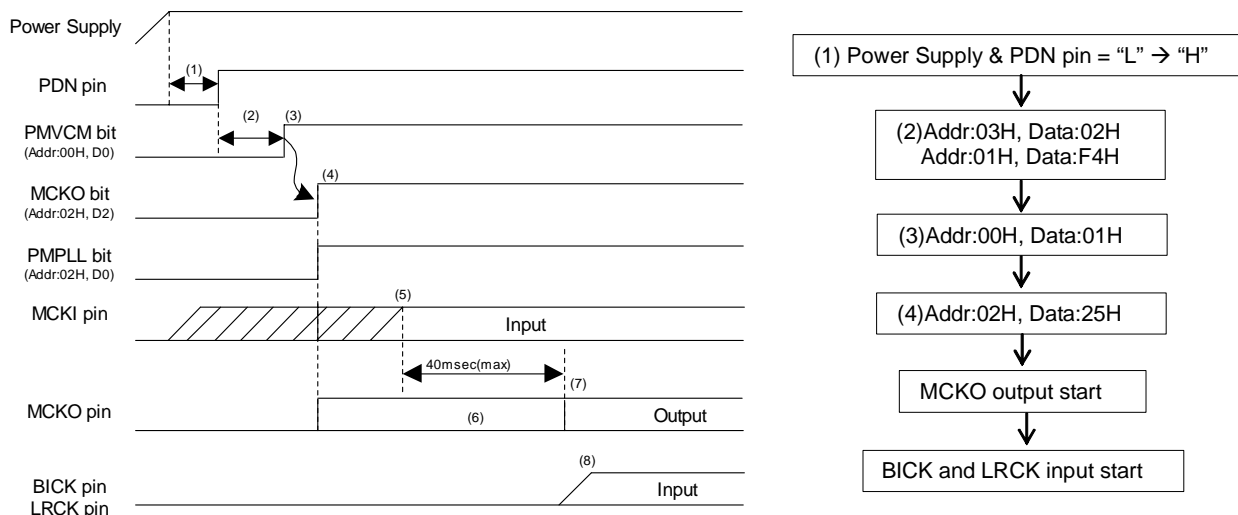 Power Supply
(1)
PDN pin
(2)
(3)
PMVCM bit
(Addr:00H, D0)
(4)
MCKO bit
(Addr:02H, D2)
PMPLL bit
(Addr:02H, D0)
(5)
MCKI pin
Input
40msec(max)
(7)
MCKO pin
(6)
Output
(8)
BICK pin
LRCK pin
Input
(1) Power Supply & PDN pin = “L” → “H”
(2)Addr:03H, Data:02H
Addr:01H, Data:F4H
(3)Addr:00H, Data:01H
(4)Addr:02H, Data:25H
MCKO output start
BICK and LRCK input start